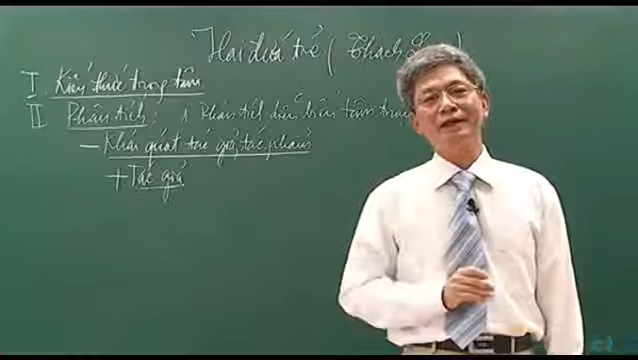 Hai đứa trẻ (Thạch
I. Kiến thức trọng tâm
II Phân tích: 1 Phân tích diễn biến tâm trạng
- Khái quát tác giả, tác phẩm
+ Tác giả